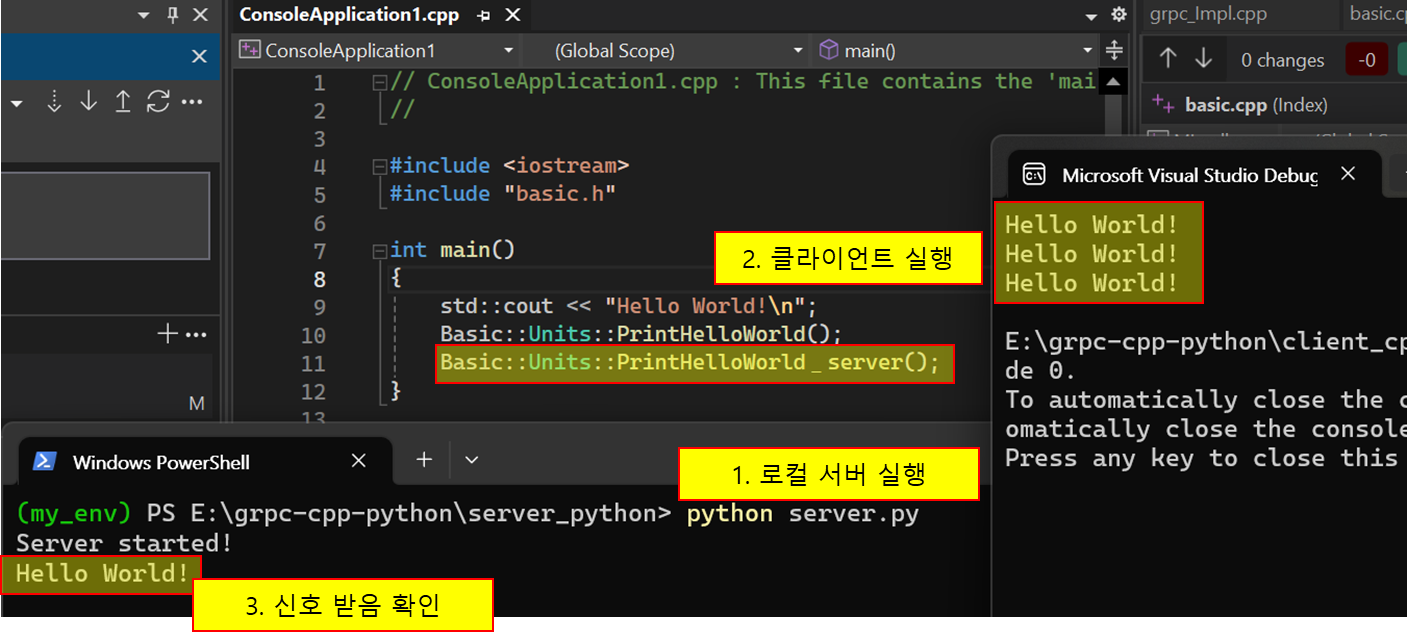 ConsoleApplication1.cpp
grpc_Impl.cpp
ConsoleApplication1
(Global Scope)
main()
0 changes
-0
basic.cpp (Index)
1 // ConsoleApplication1.cpp : This file contains the 'mai
2 //
3
4 #include <iostream>
5 #include "basic.h"
6
7 int main()
8 {
9 std::cout << "Hello World!\n";
10 Basic::Units::PrintHelloWorld();
11 Basic::Units::PrintHelloWorld_server();
12 }
13
M
2. 클라이언트 실행
Microsoft Visual Studio Debug
Hello World!
Hello World!
Hello World!
E:\grpc-cpp-python\client_cp
de 0.
To automatically close the c
omatically close the console
Press any key to close this
Windows PowerShell
1. 로컬 서버 실행
(my_env) PS E:\grpc-cpp-python\server_python> python server.py
Server started!
Hello World!
3. 신호 받음 확인